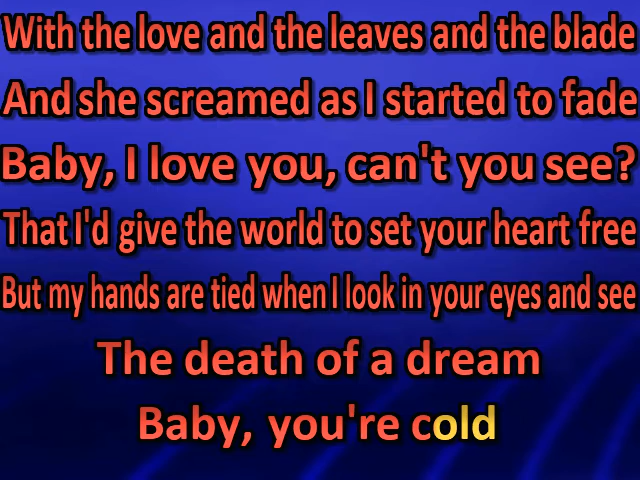 With the love and the leaves and the blade
And she screamed as I started to fade
Baby, I love you, can't you see?
That I'd give the world to set your heart free
But my hands are tied when I look in your eyes and see
The death of a dream
Baby, you're cold